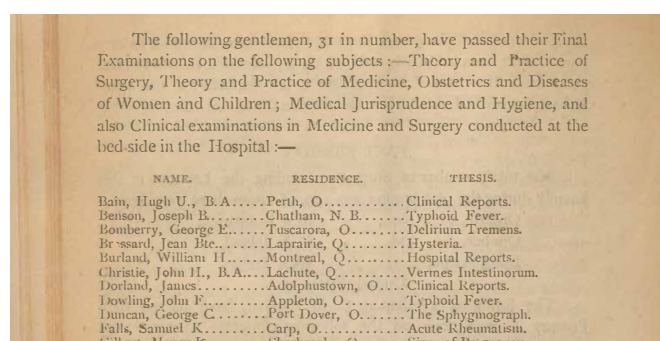 The following gentlemen, 31 in number, have passed their Final
Examinations on the following subjects :—Theory and Practice of
Surgery, Theory and Practice of Medicine, Obstetrics and Diseases
of Women and Children ; Medical Jurisprudence and Hygiene, and
also Clinical examinations in Medicine and Surgery conducted at the
bed-side in the Hospital :—
NAME. RESIDENCE. THESIS.
Bain, Hugh U., B.A.....Perth, O............Clinical Reports.
Benson, Joseph B.......Chatham, N. B.......Typhoid Fever.
Bomberry, George E.....Tuscarora, O........Delirium Tremens.
Brossard, Jean Bte.....Laprairie, Q........Hysteria.
Burland, William H.....Montreal, Q.........Hospital Reports.
Christie, John H., B.A...Lachute, Q.........Vermes Intestinorum.
Dorland, James.........Adolphustown, O....Clinical Reports.
Dowling, John F........Appleton, O.........Typhoid Fever.
Duncan, George C.......Port Dover, O.......The Sphygmograph.
Falls, Samuel K........Carp, O.............Acute Rheumatism.